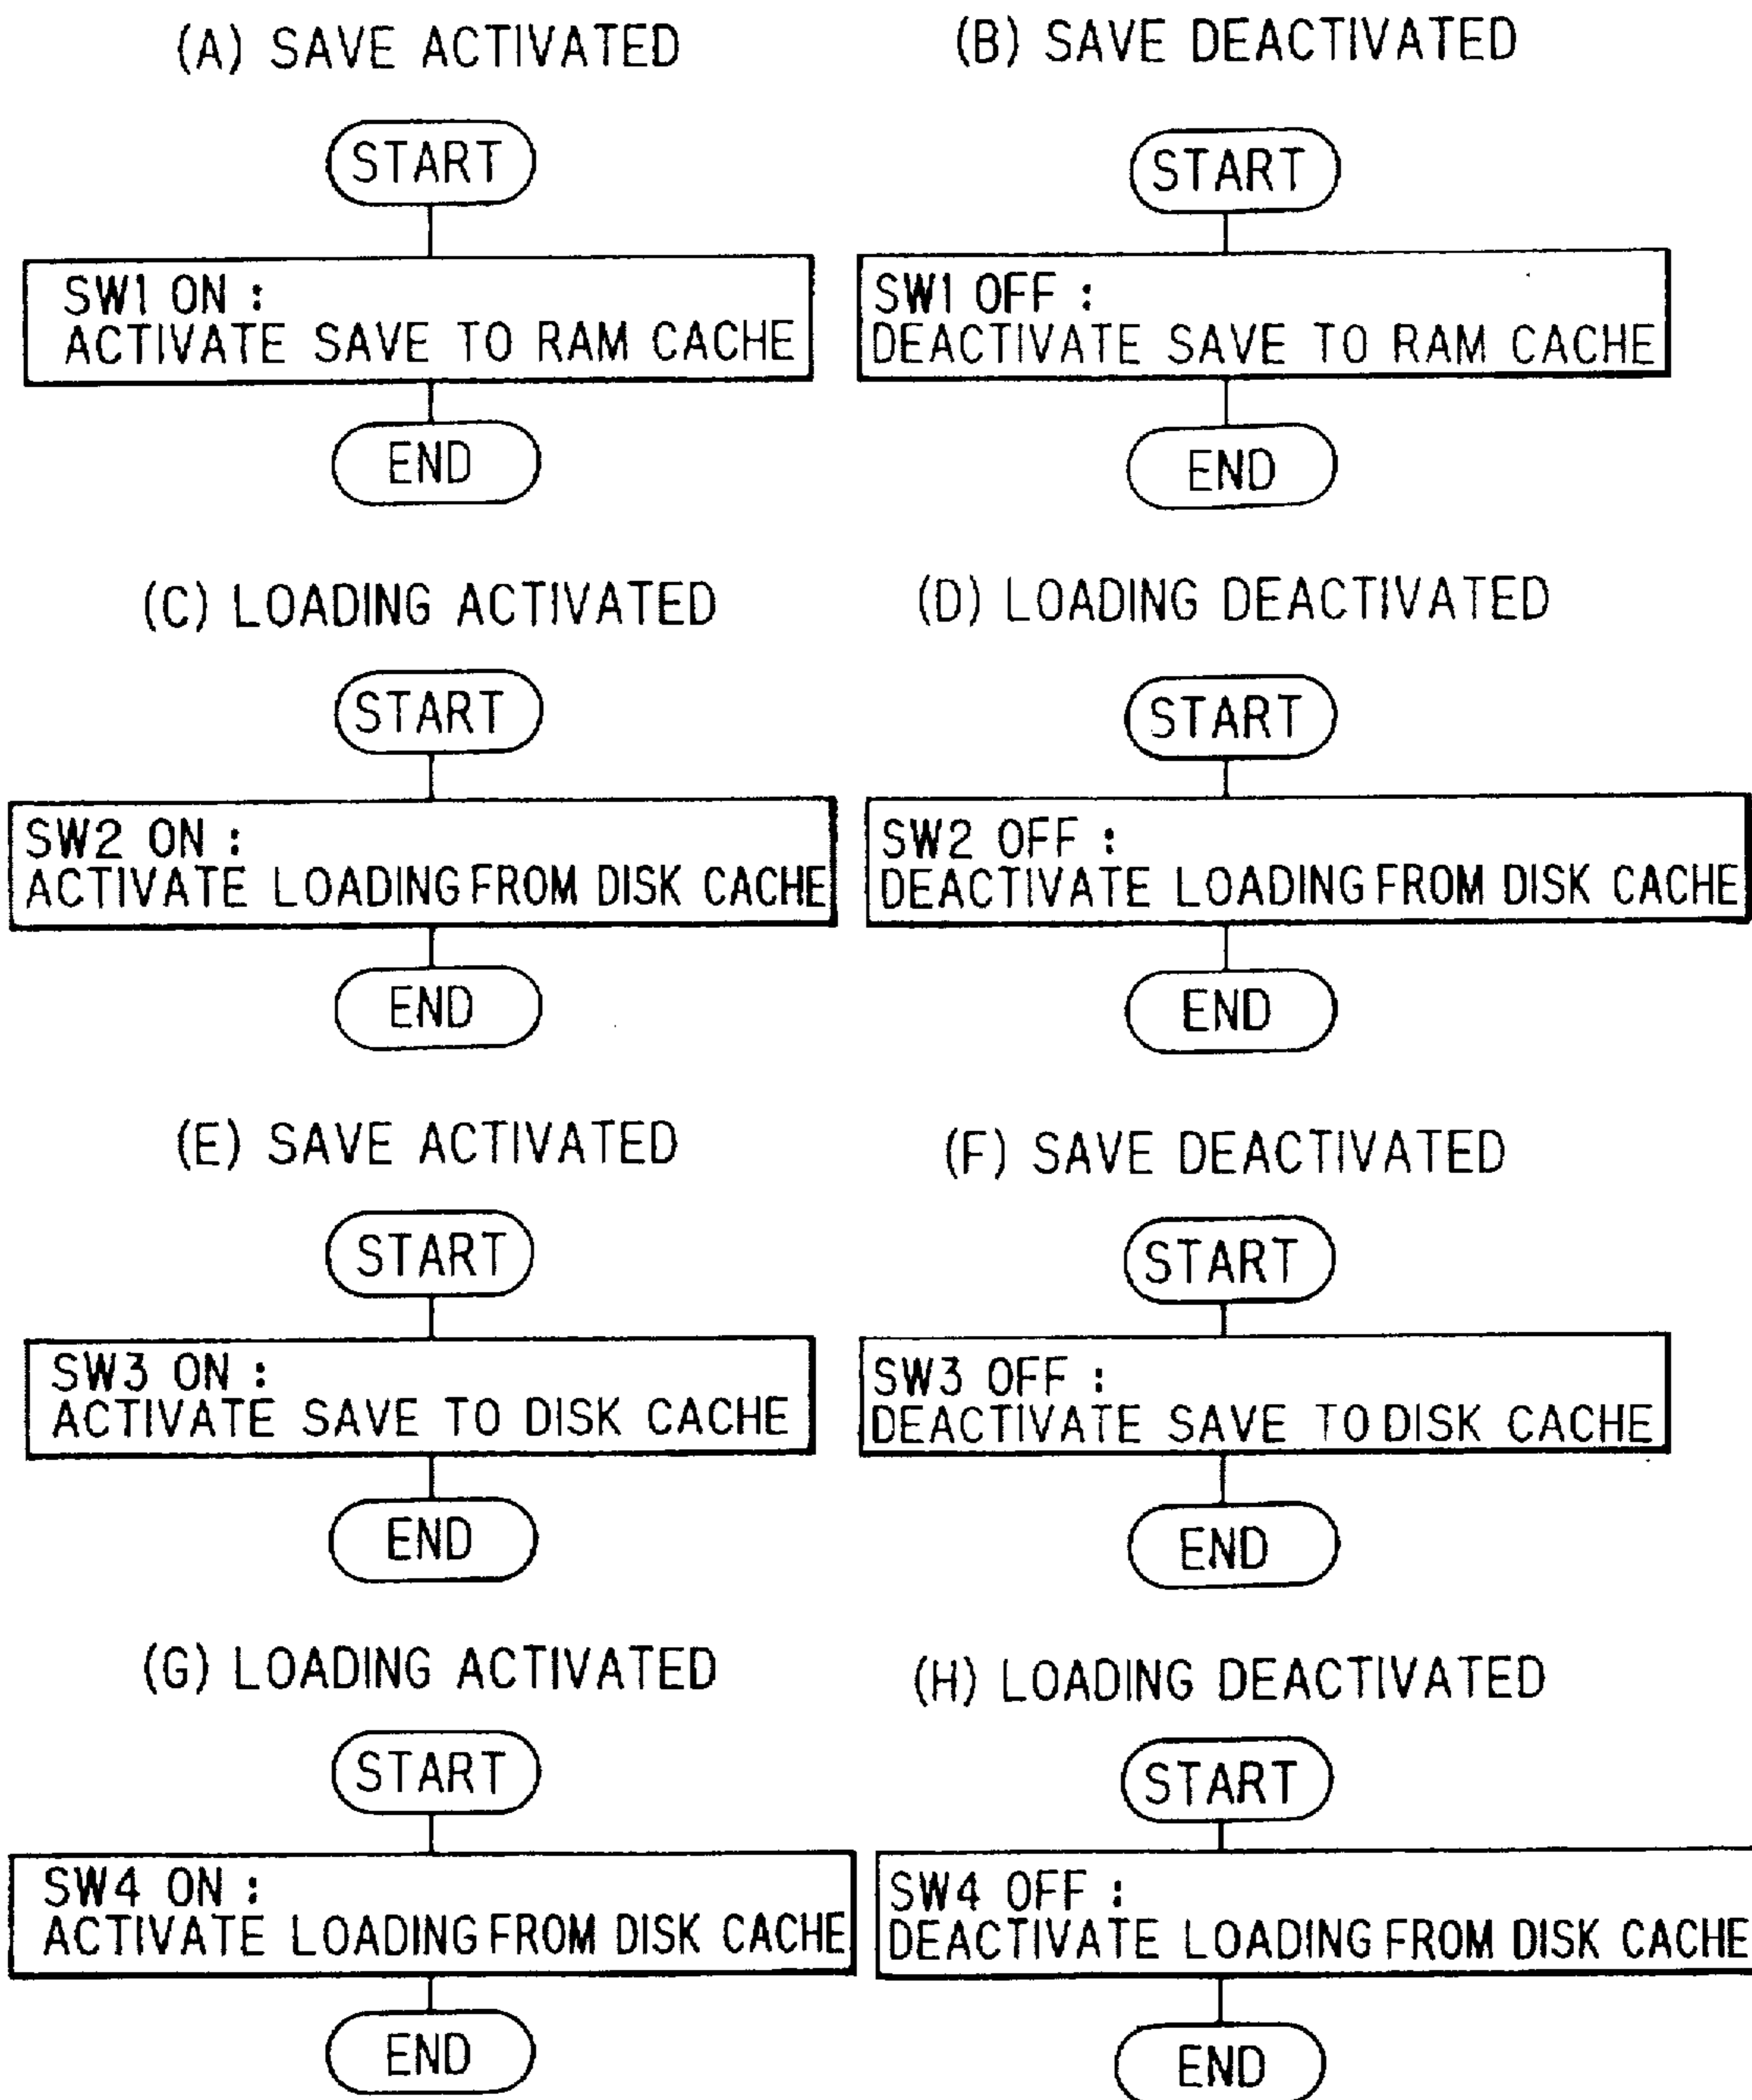 (A) SAVE ACTIVATED
START
SW1 ON :
ACTIVATE SAVE TO RAM CACHE
END
(B) SAVE DEACTIVATED
START
SW1 OFF :
DEACTIVATE SAVE TO RAM CACHE
END
(C) LOADING ACTIVATED
START
SW2 ON :
ACTIVATE LOADING FROM DISK CACHE
END
(D) LOADING DEACTIVATED
START
SW2 OFF :
DEACTIVATE LOADING FROM DISK CACHE
END
(E) SAVE ACTIVATED
START
SW3 ON :
ACTIVATE SAVE TO DISK CACHE
END
(F) SAVE DEACTIVATED
START
SW3 OFF :
DEACTIVATE SAVE TO DISK CACHE
END
(G) LOADING ACTIVATED
START
SW4 ON :
ACTIVATE LOADING FROM DISK CACHE
END
(H) LOADING DEACTIVATED
START
SW4 OFF :
DEACTIVATE LOADING FROM DISK CACHE
END